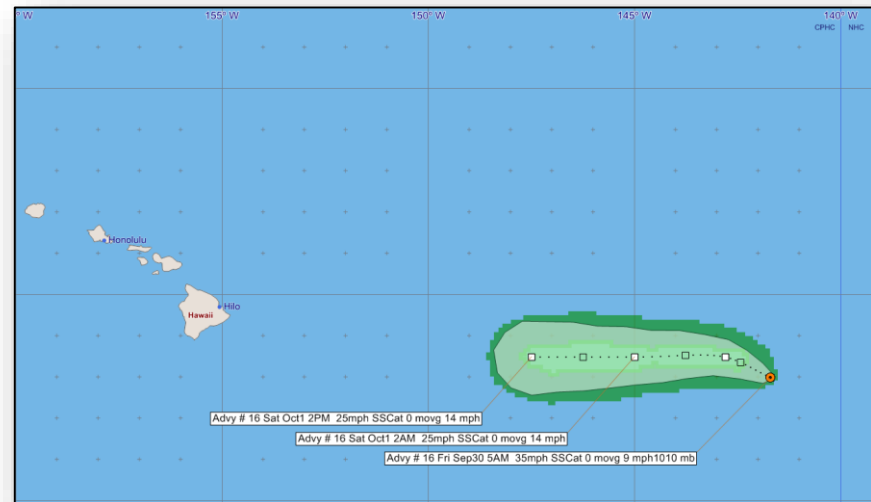 ° W
155° W
150° W
145° W
140° W
CPHC NHC
Honolulu
Hilo
Hawaii
Advy # 16 Sat Oct1 2PM 25mph SSCat 0 movg 14 mph
Advy # 16 Sat Oct1 2AM 25mph SSCat 0 movg 14 mph
Advy # 16 Fri Sep30 5AM 35mph SSCat 0 movg 9 mph1010 mb